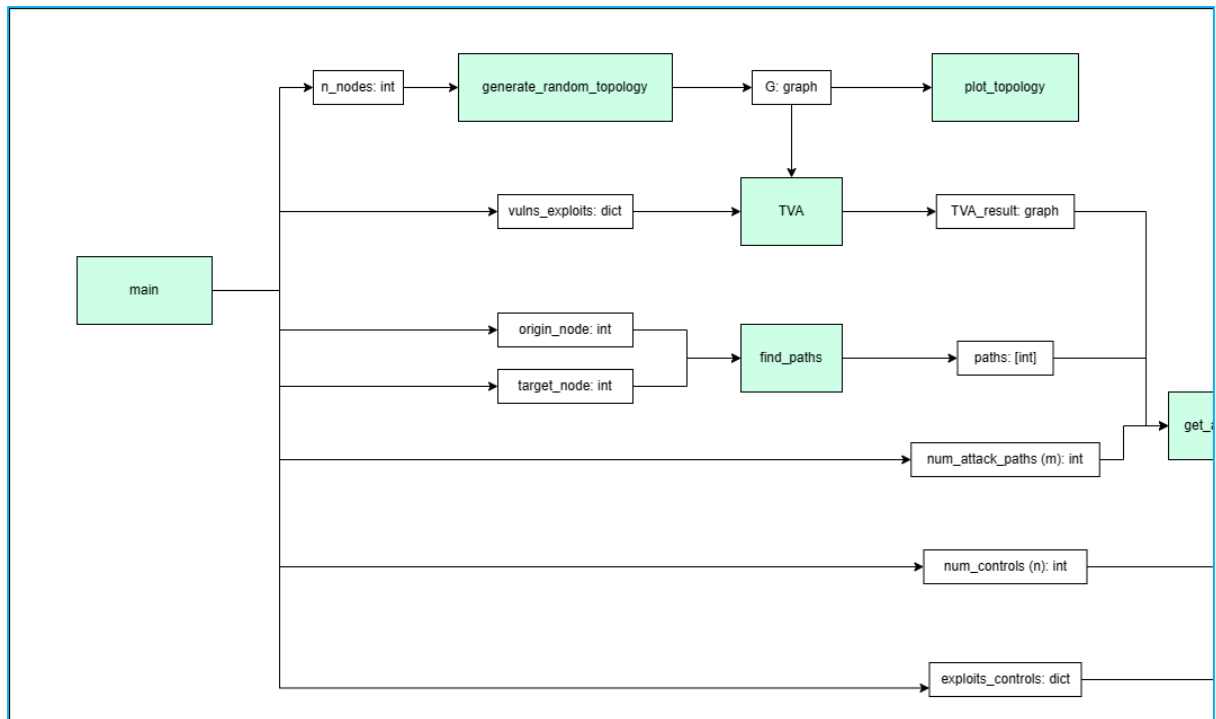 n_nodes: int
generate_random_topology
G: graph
plot_topology
vulns_exploits: dict
TVA
TVA_result: graph
main
origin_node: int
find_paths
paths: [int]
target_node: int
num_attack_paths (m): int
num_controls (n): int
exploits_controls: dict